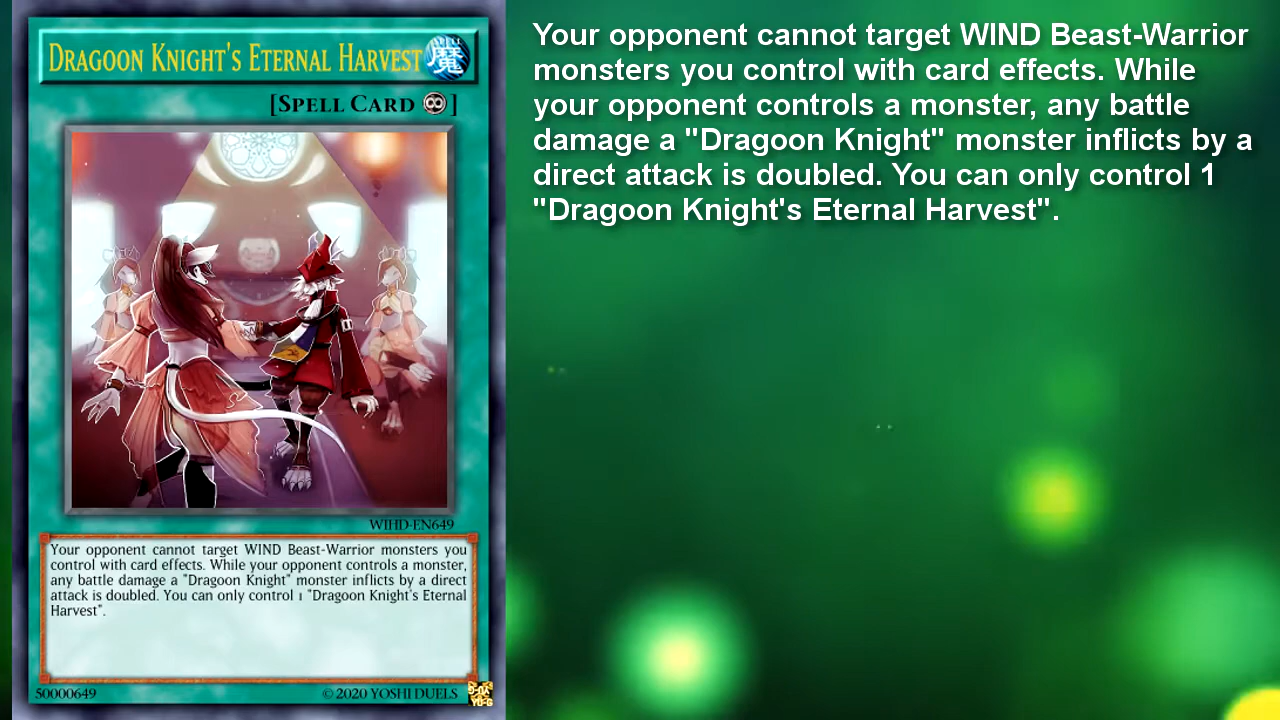 DRAGOON KNIGHT'S ETERNAL HARVEST
SPELL
魔
[SPELL CARD ]
WIHD-EN649
Your opponent cannot target WIND Beast-Warrior monsters you
control with card effects. While your opponent controls a monster,
any battle damage a "Dragoon Knight" monster inflicts by a direct
attack is doubled. You can only control 1 "Dragoon Knight's Eternal
Harvest".
50000649
© 2020 YOSHI DUELS
Your opponent cannot target WIND Beast-Warrior
monsters you control with card effects. While
your opponent controls a monster, any battle
damage a "Dragoon Knight" monster inflicts by a
direct attack is doubled. You can only control 1
"Dragoon Knight's Eternal Harvest".